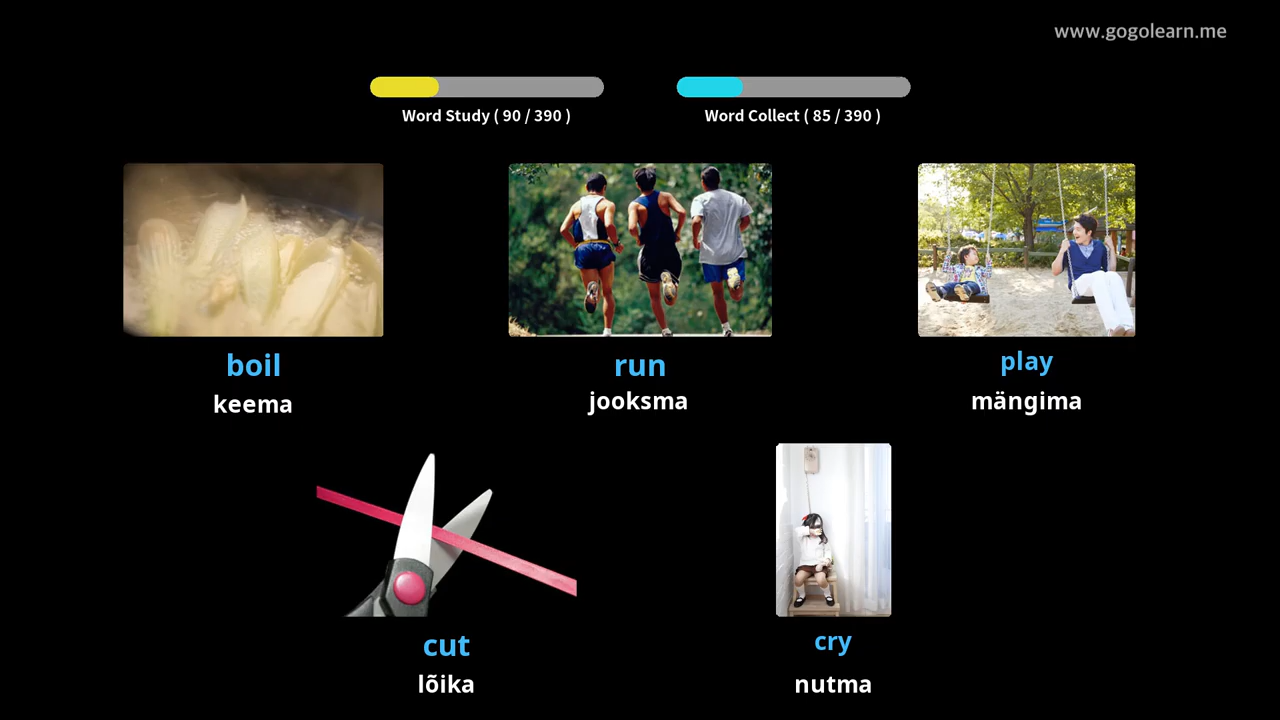 www.gogolearn.me
Word Study ( 90 / 390 )
Word Collect ( 85 / 390 )
boil
keema
run
jooksma
play
mängima
cut
lõika
cry
nutma